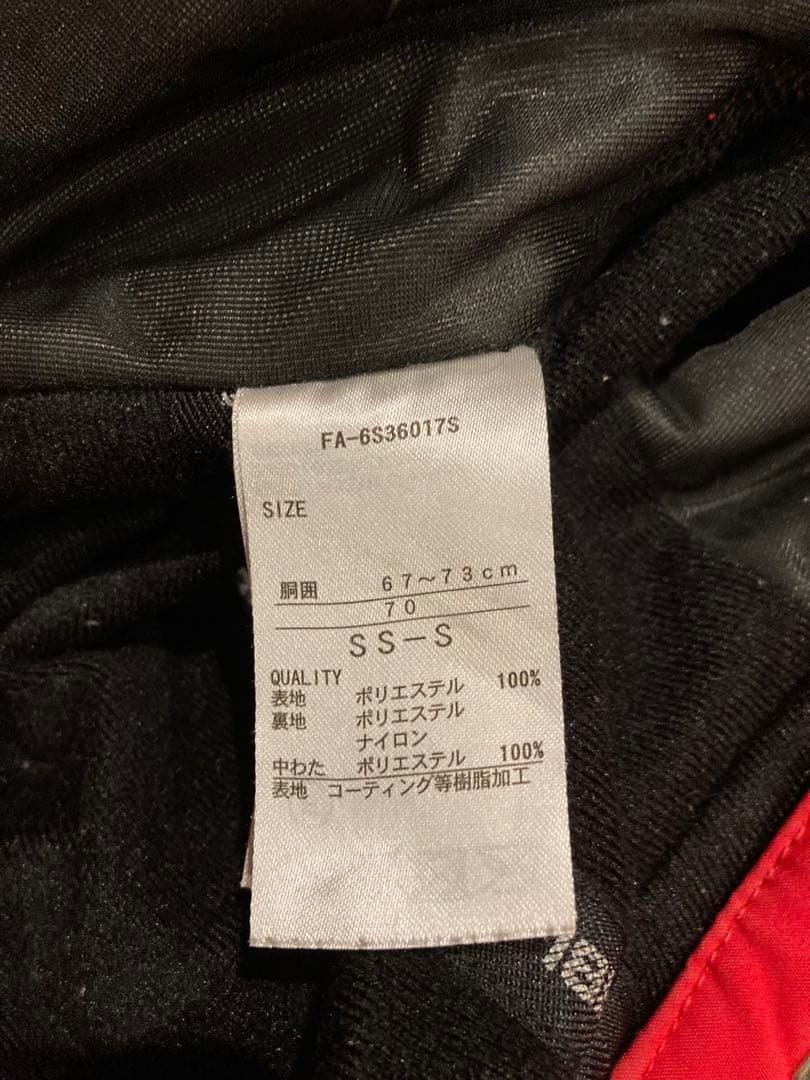 FA-6S36017S
SIZE
胴囲 67～73cm
70
SS－S
QUALITY
表地 ポリエステル 100%
裏地 ポリエステル
ナイロン
中わた ポリエステル 100%
表地 コーティング等樹脂加工